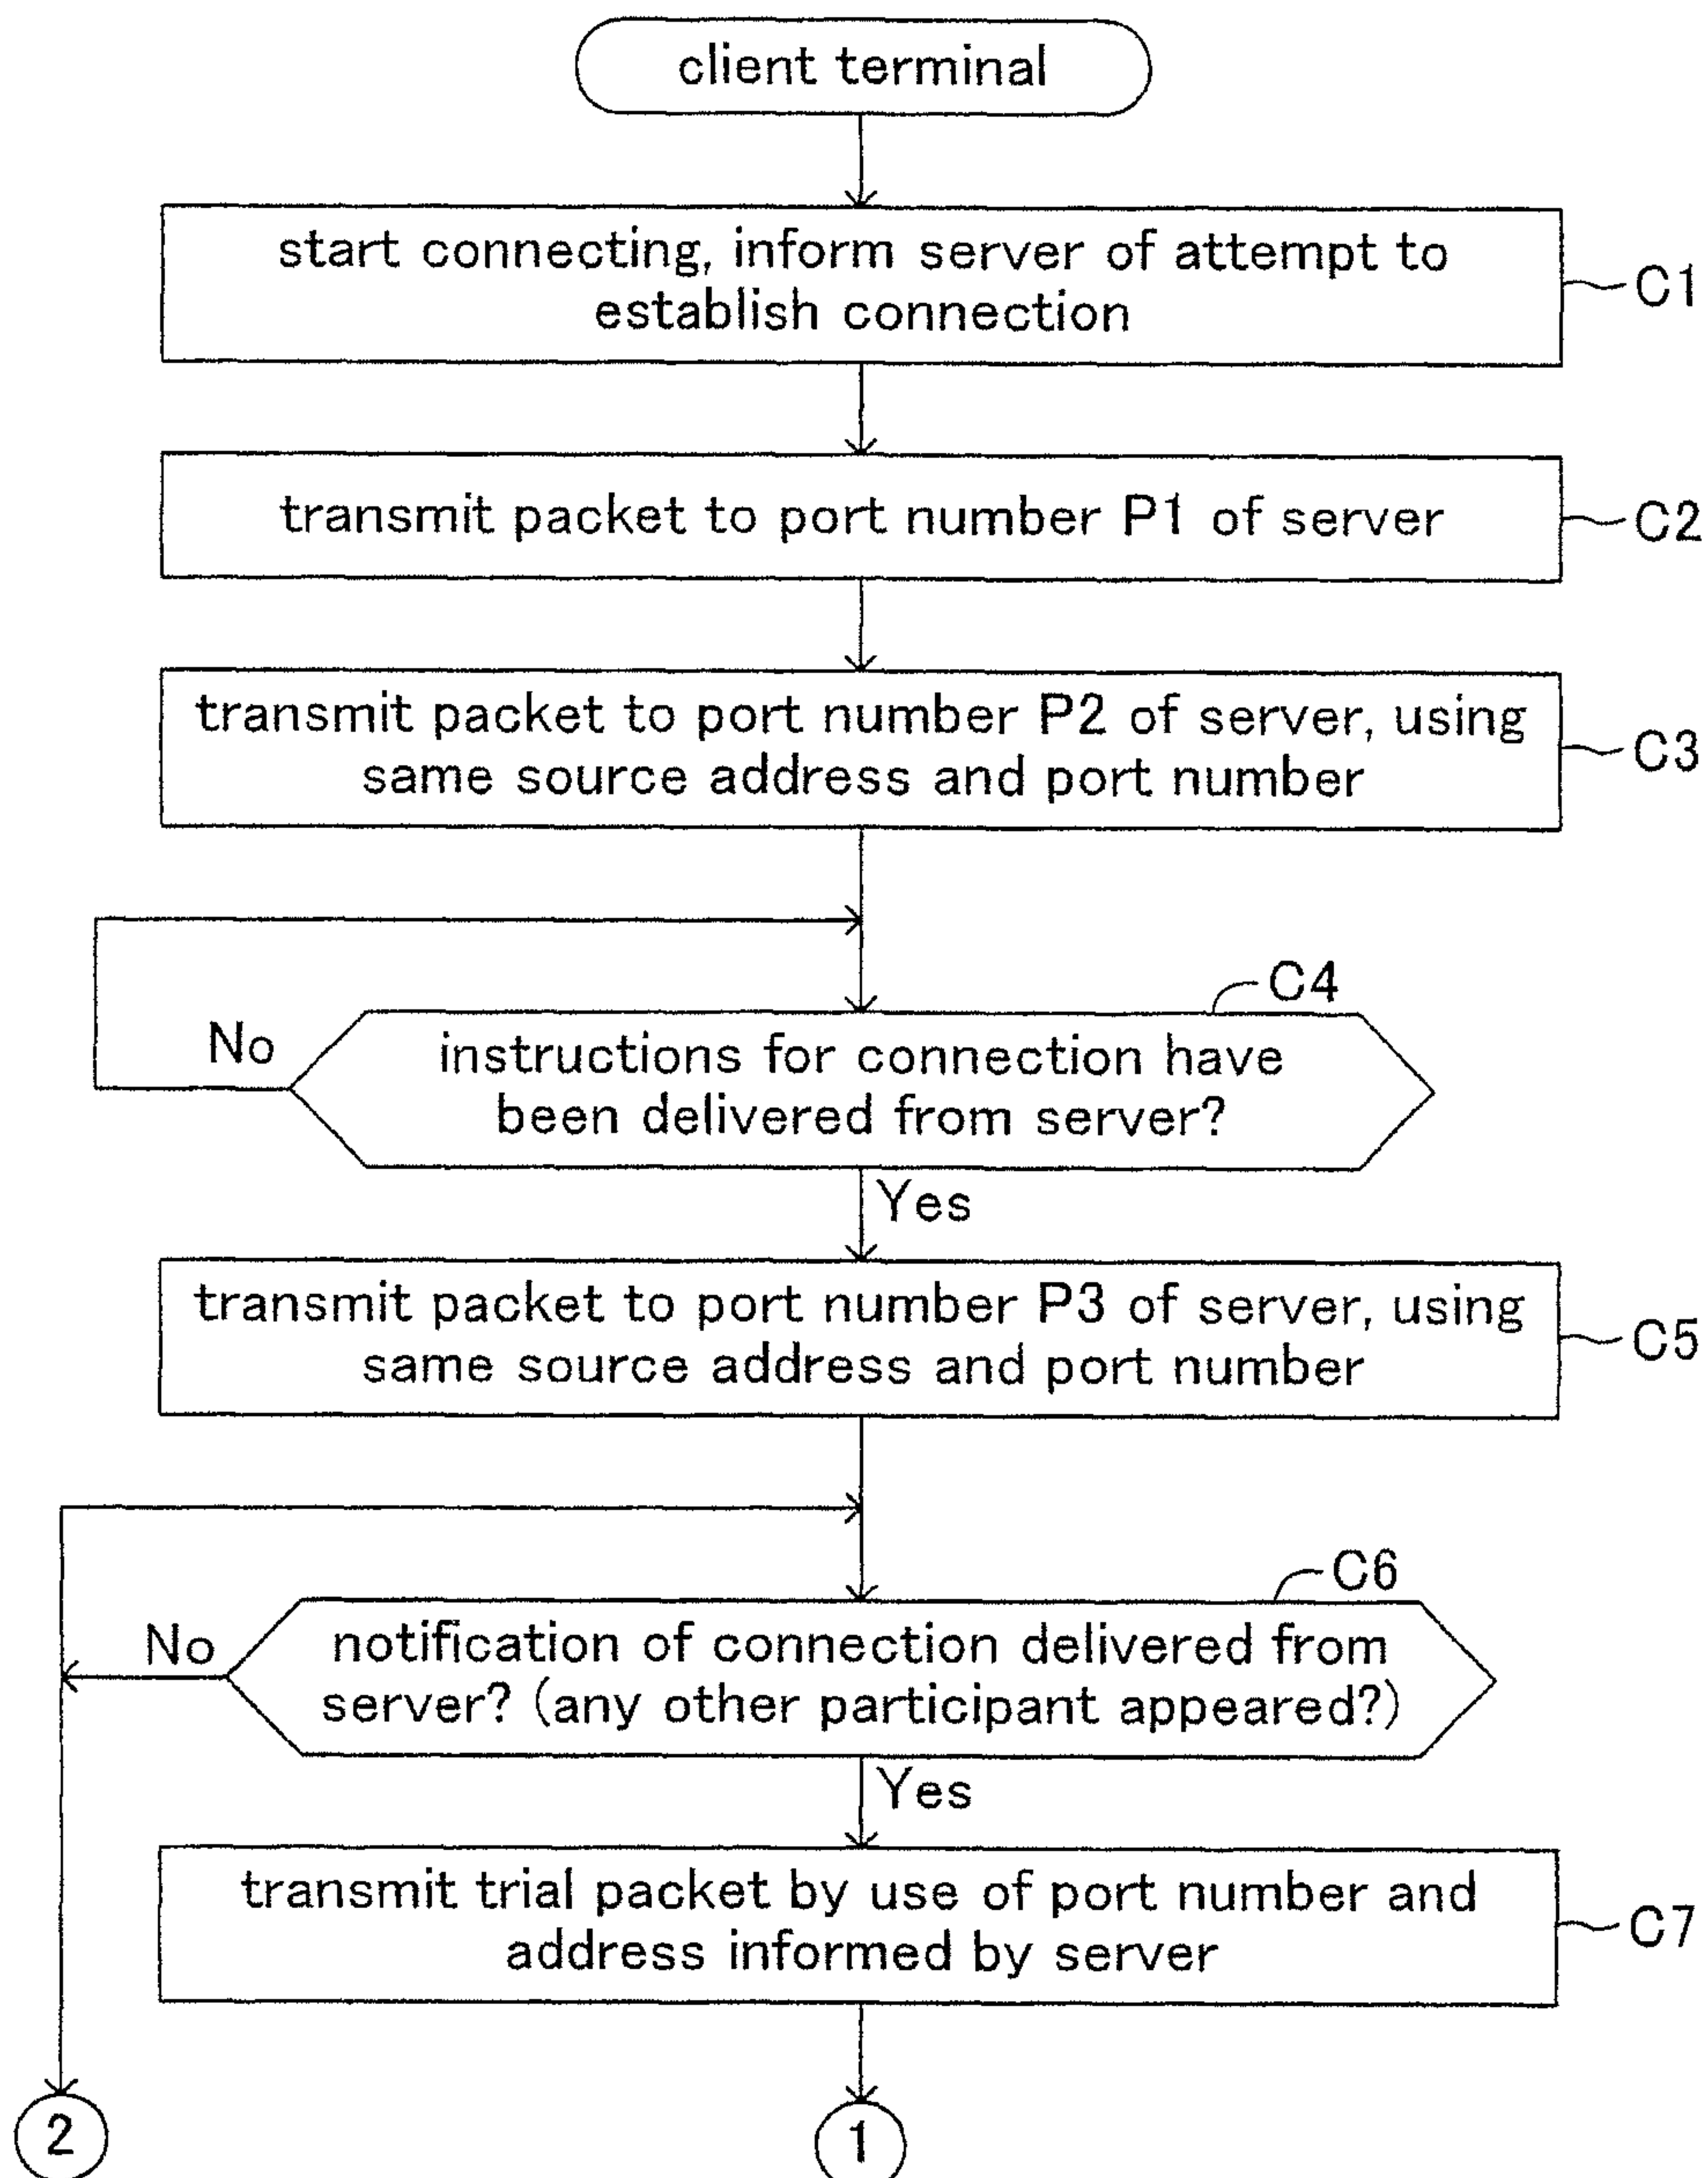 client terminal
start connecting, inform server of attempt to
establish connection
C1
transmit packet to port number P1 of server
C2
transmit packet to port number P2 of server, using
same source address and port number
C3
C4
No
instructions for connection have
been delivered from server?
Yes
transmit packet to port number P3 of server, using
same source address and port number
C5
C6
No
notification of connection delivered from
server? (any other participant appeared?)
Yes
transmit trial packet by use of port number and
address informed by server
C7
2
1